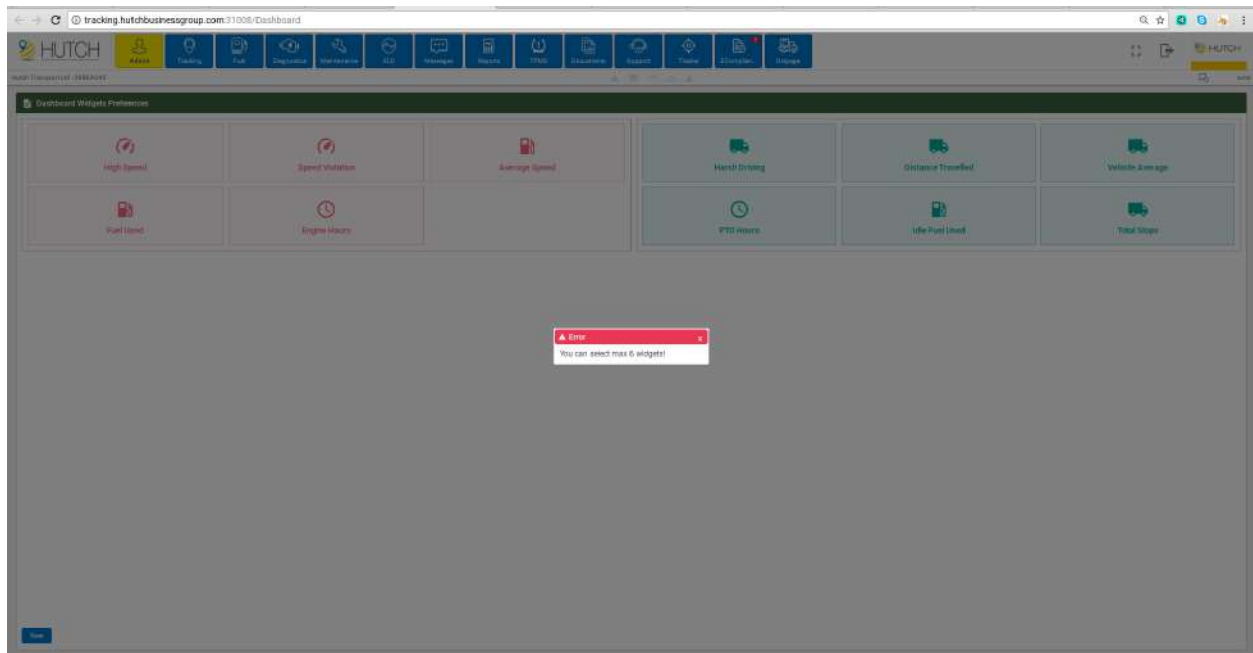 tracking.hutchbusinessgroup.com:31008/Dashboard
HUTCH
Admin
Tracking
Fuel
Diagnostics
Maintenance
ELD
Messages
Reports
TPMS
Documents
Support
Trailer
HUTCH
Dashboard Widgets Preferences
High Speed
Speed Violation
Average Speed
Harsh Driving
Distance Travelled
Vehicle Average
Fuel Used
Engine Hours
PTO Hours
Idle Fuel Used
Total Stops
Error
x
You can select max 6 widgets!
Save